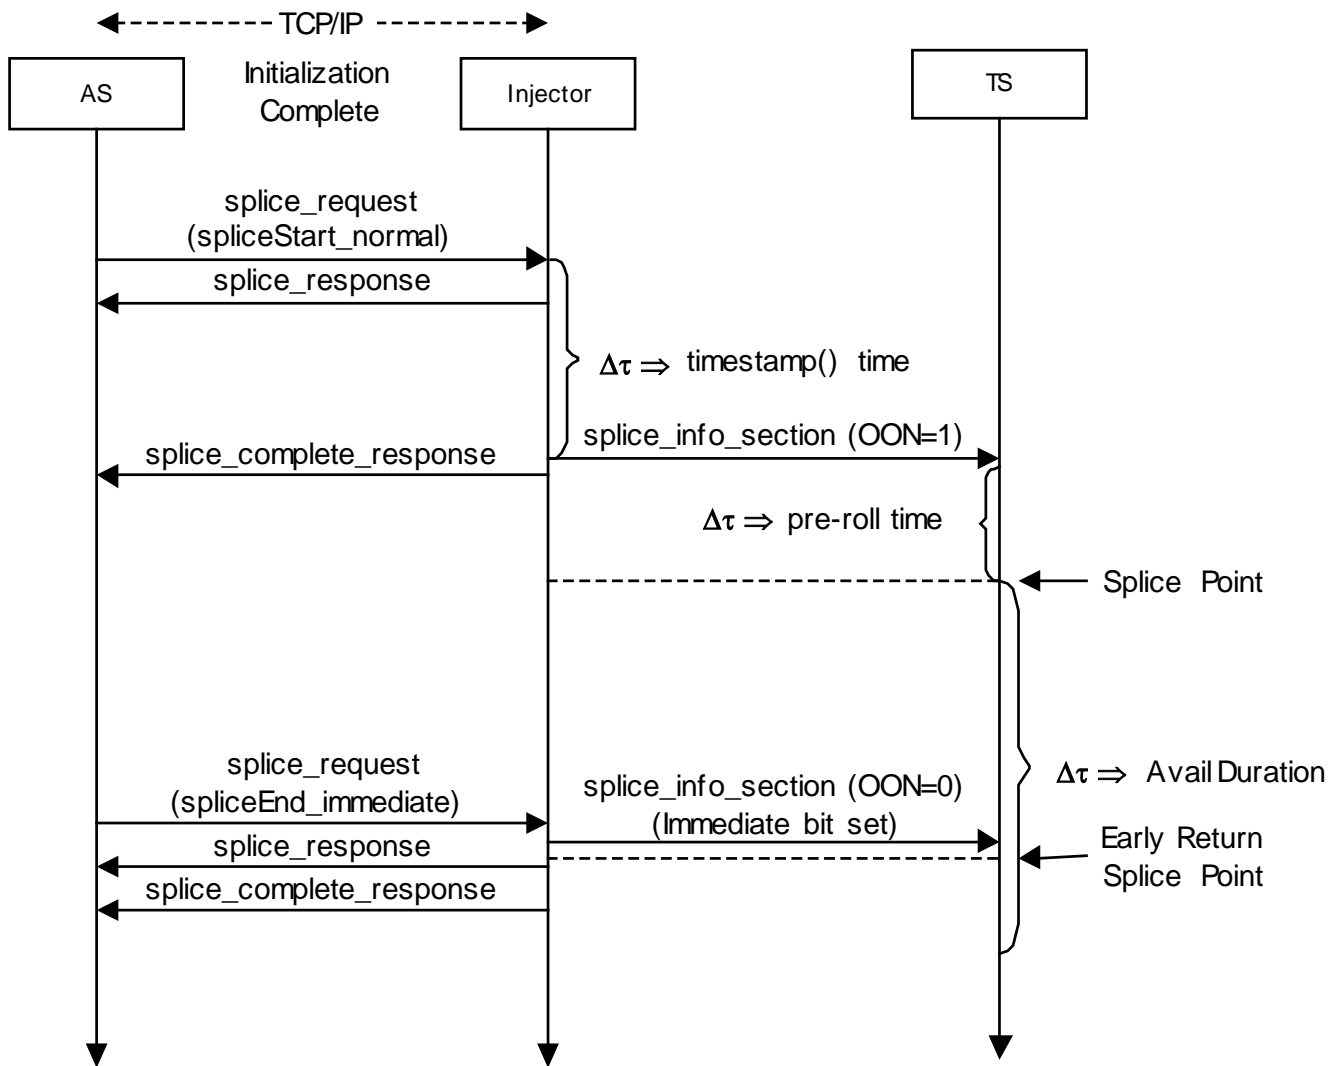 TCP/IP
AS
Initialization
Complete
Injector
TS
splice_request
(spliceStart_normal)
splice_response
Δτ ⇒ timestamp() time
splice_info_section (OON=1)
splice_complete_response
Δτ ⇒ pre-roll time
Splice Point
splice_request
(spliceEnd_immediate)
splice_info_section (OON=0)
(Immediate bit set)
Δτ ⇒ Avail Duration
splice_response
Early Return
Splice Point
splice_complete_response